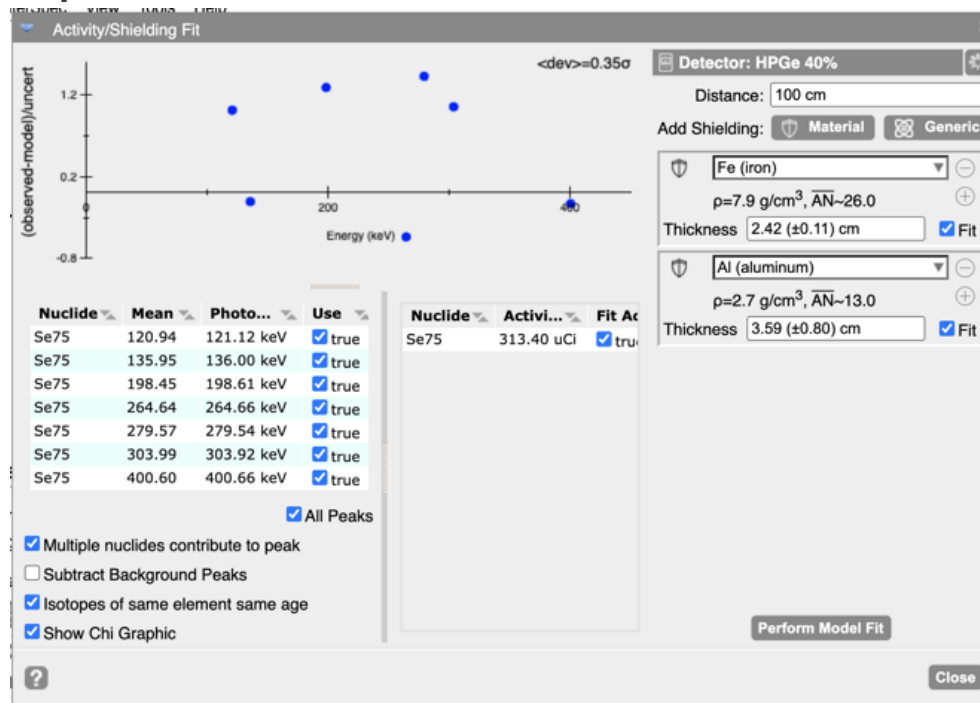 View Tools Help
Activity/Shielding Fit
<dev>=0.35σ
(observed-model)/uncert
1.2
0.2
-0.8
0
200
400
Energy (keV)
Nuclide Mean Photo... Use
Se75 120.94 121.12 keV true
Se75 135.95 136.00 keV true
Se75 198.45 198.61 keV true
Se75 264.64 264.66 keV true
Se75 279.57 279.54 keV true
Se75 303.99 303.92 keV true
Se75 400.60 400.66 keV true
All Peaks
Multiple nuclides contribute to peak
Subtract Background Peaks
Isotopes of same element same age
Show Chi Graphic
?
Nuclide Activi... Fit Ac
Se75 313.40 uCi tru
Detector: HPGe 40%
Distance: 100 cm
Add Shielding: Material Generic
Fe (iron)
ρ=7.9 g/cm³, A̅N̅~26.0
Thickness 2.42 (±0.11) cm Fit
Al (aluminum)
ρ=2.7 g/cm³, A̅N̅~13.0
Thickness 3.59 (±0.80) cm Fit
Perform Model Fit
Close